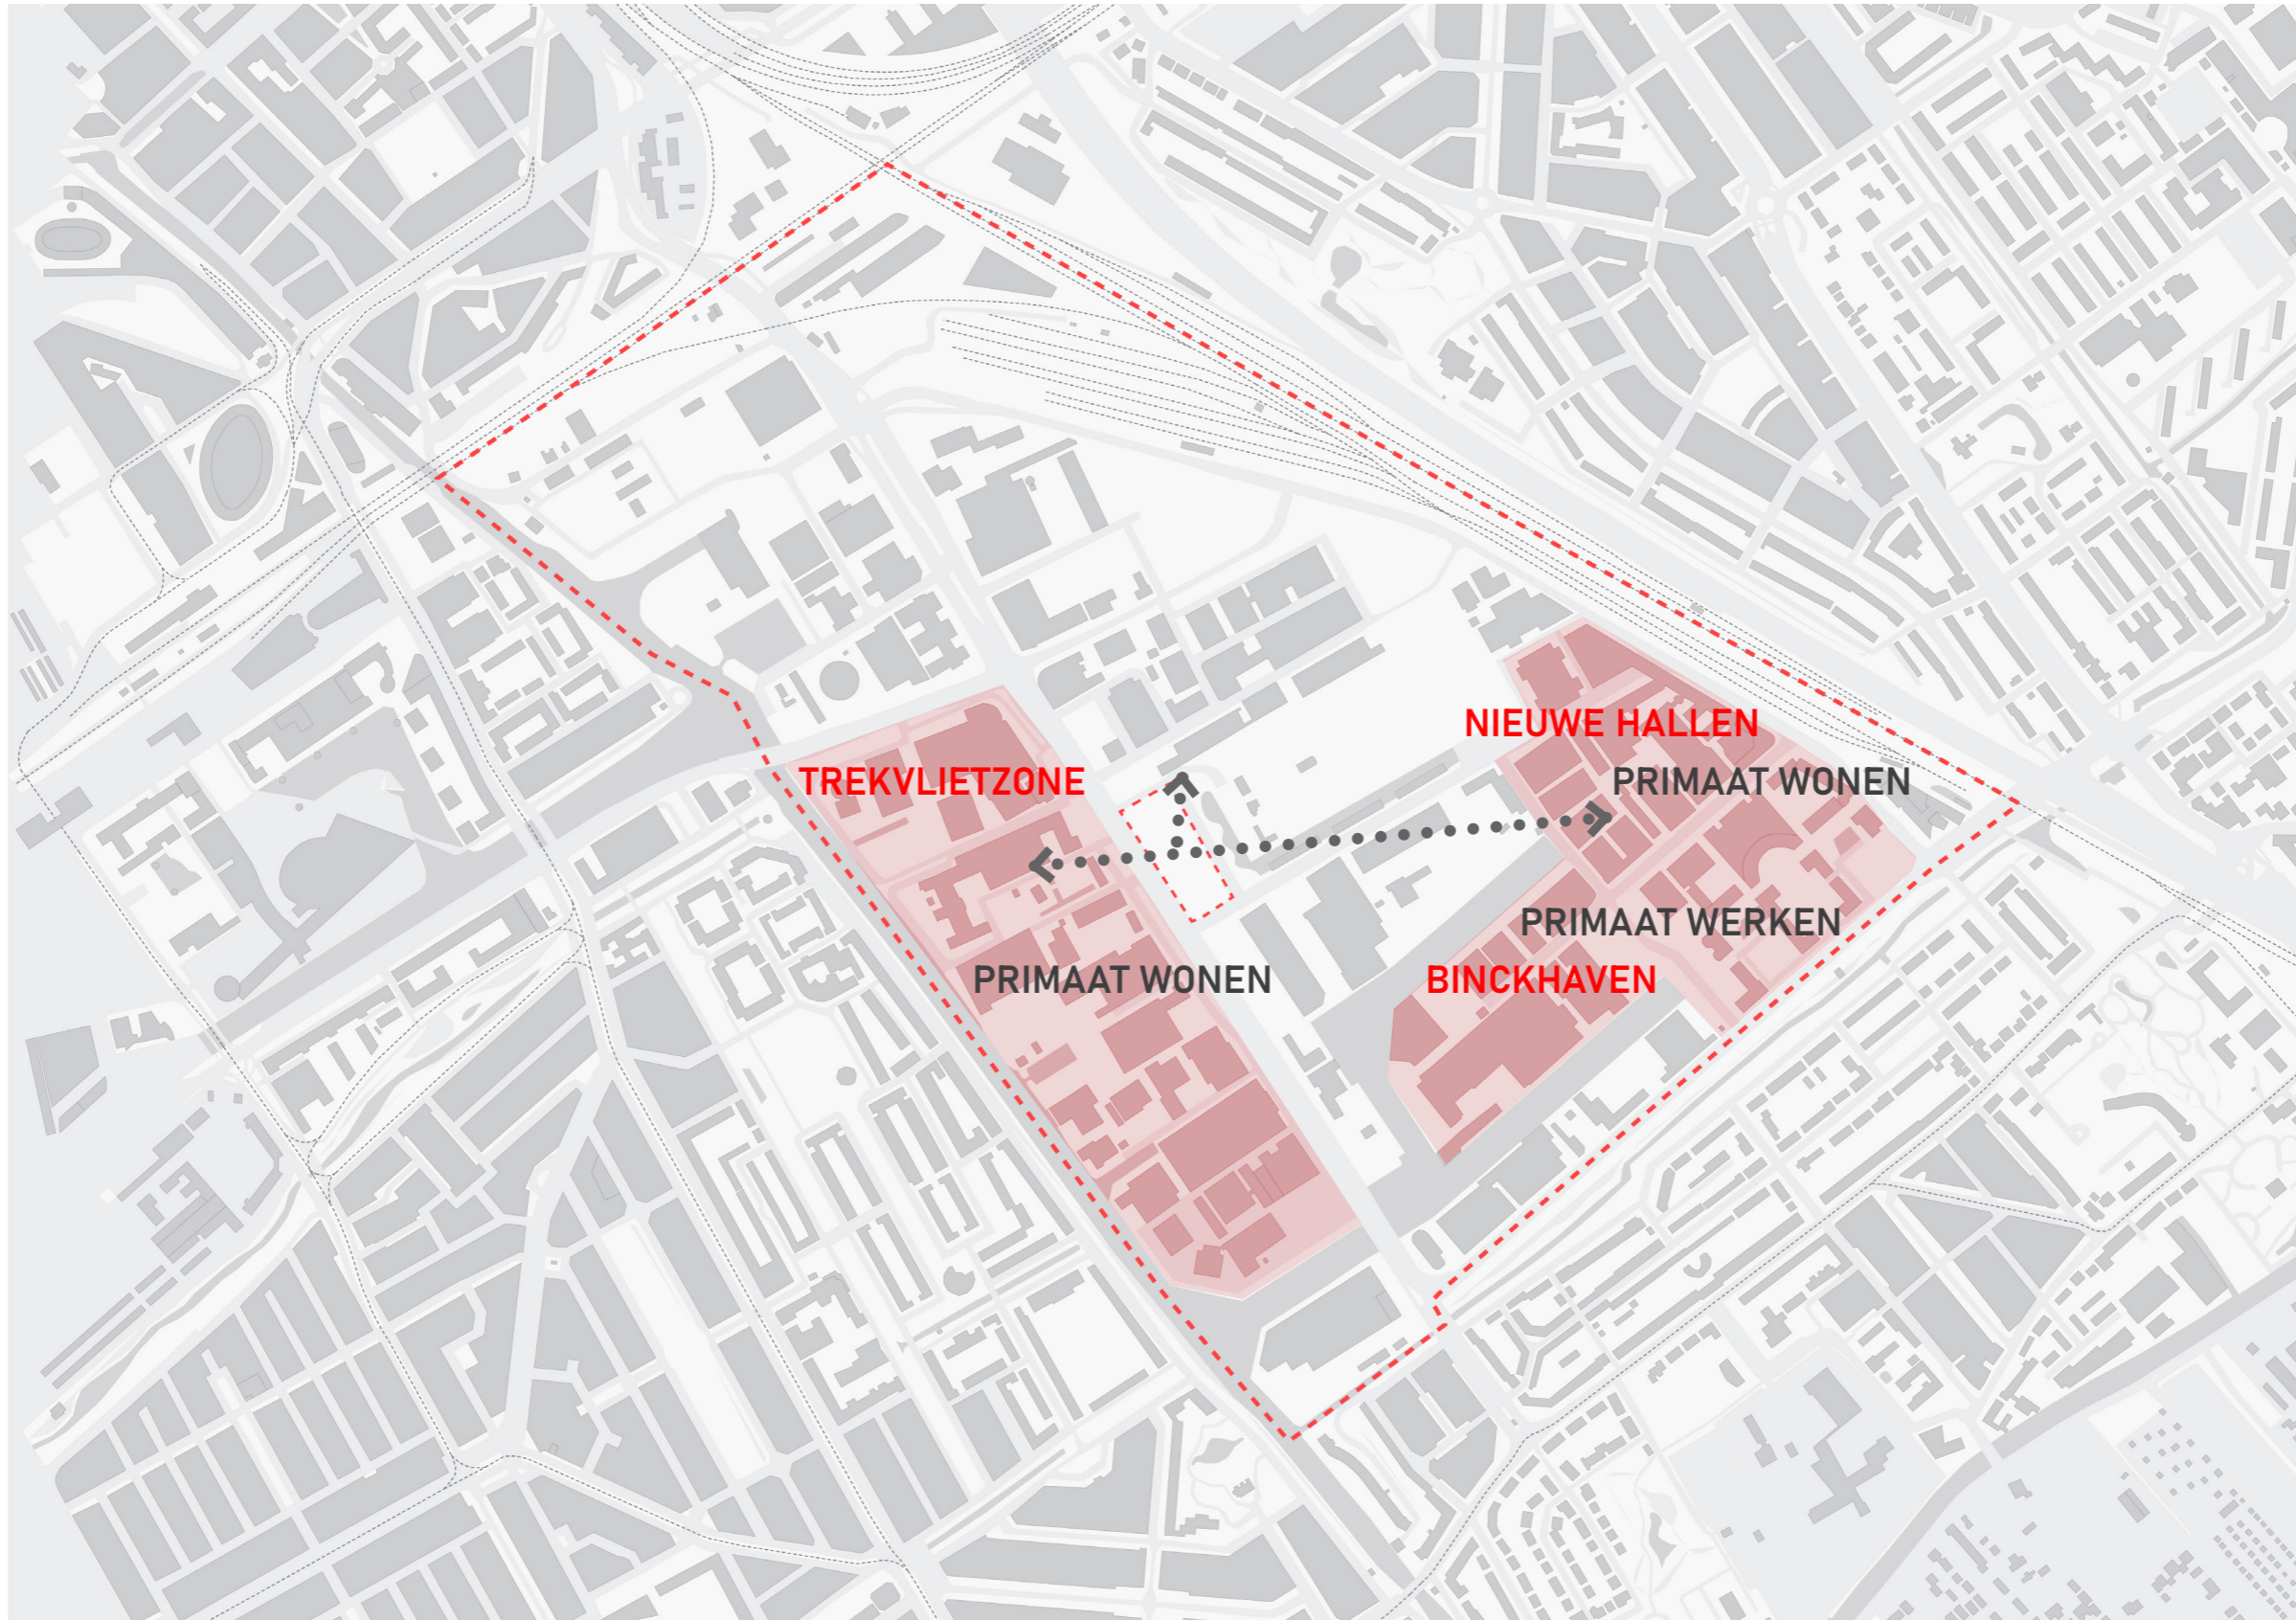 NIEUWE HALLEN
TREKVLIETZONE
PRIMAAT WONEN
PRIMAAT WERKEN
PRIMAAT WONEN
BINCKHAVEN